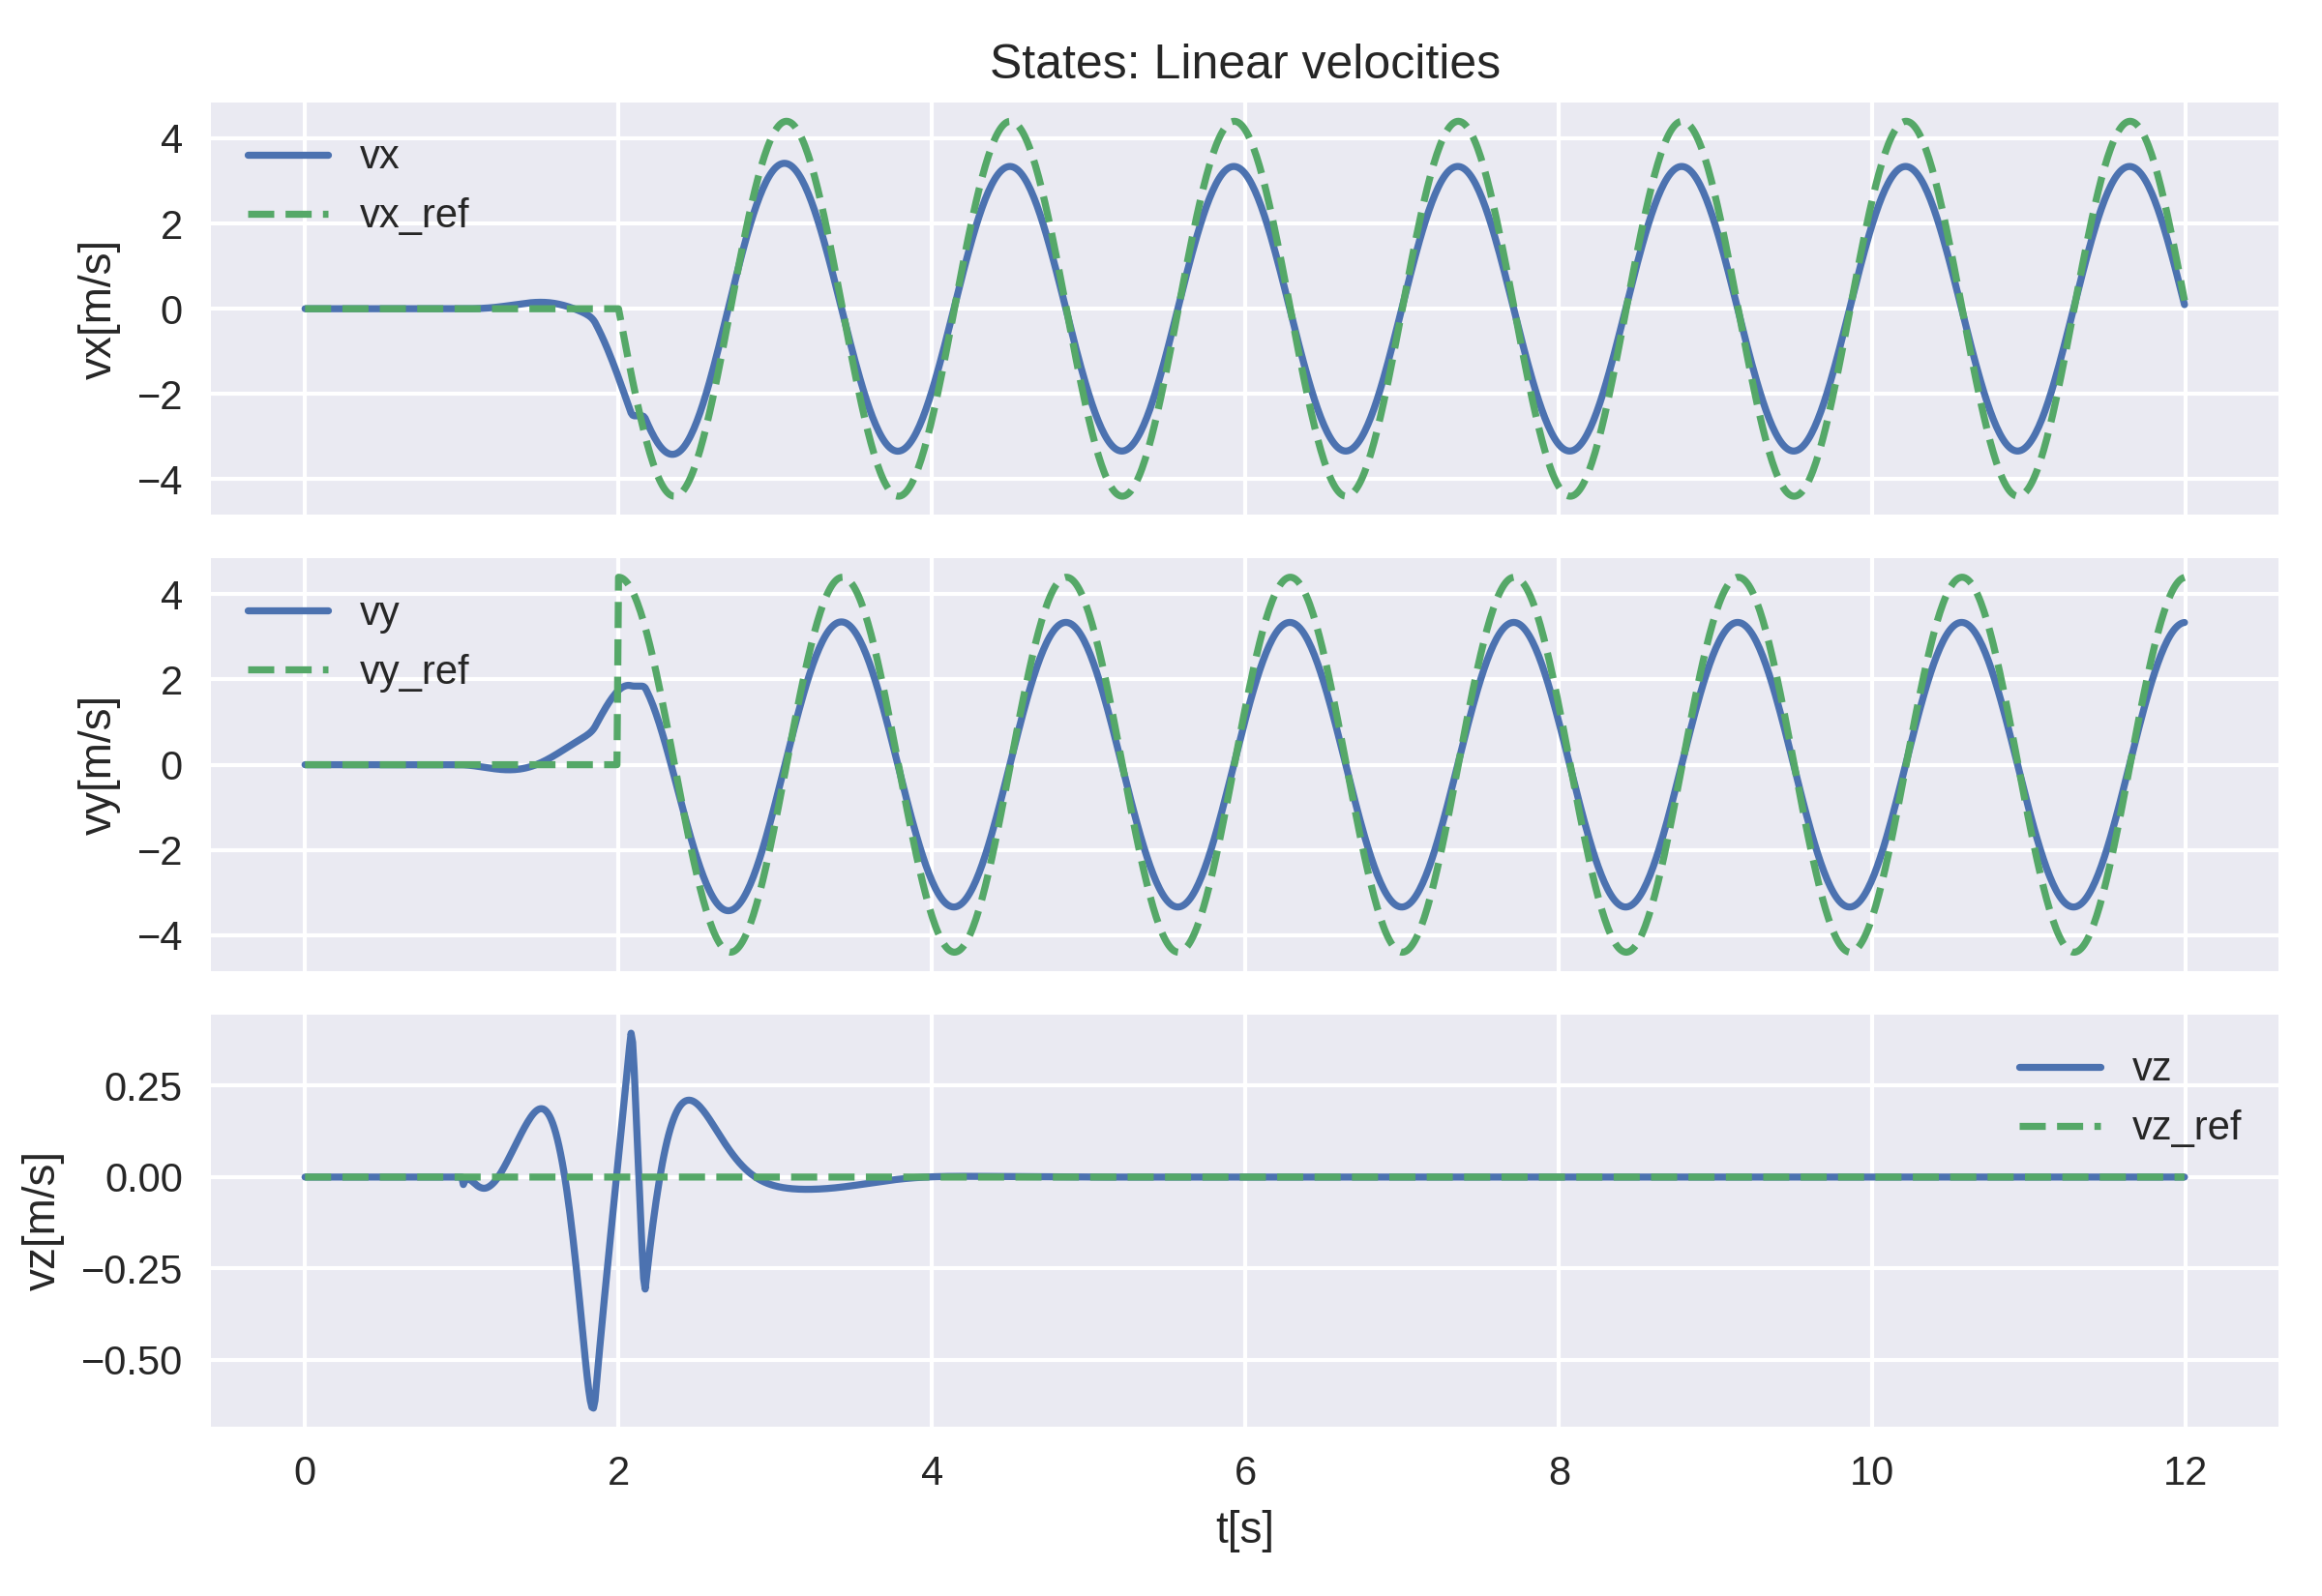 States: Linear velocities
vx[m/s]
4
2
0
−2
−4
vx
vx_ref
vy[m/s]
4
2
0
−2
−4
vy
vy_ref
vz[m/s]
0.25
0.00
−0.25
−0.50
vz
vz_ref
0 2 4 6 8 10 12
t[s]